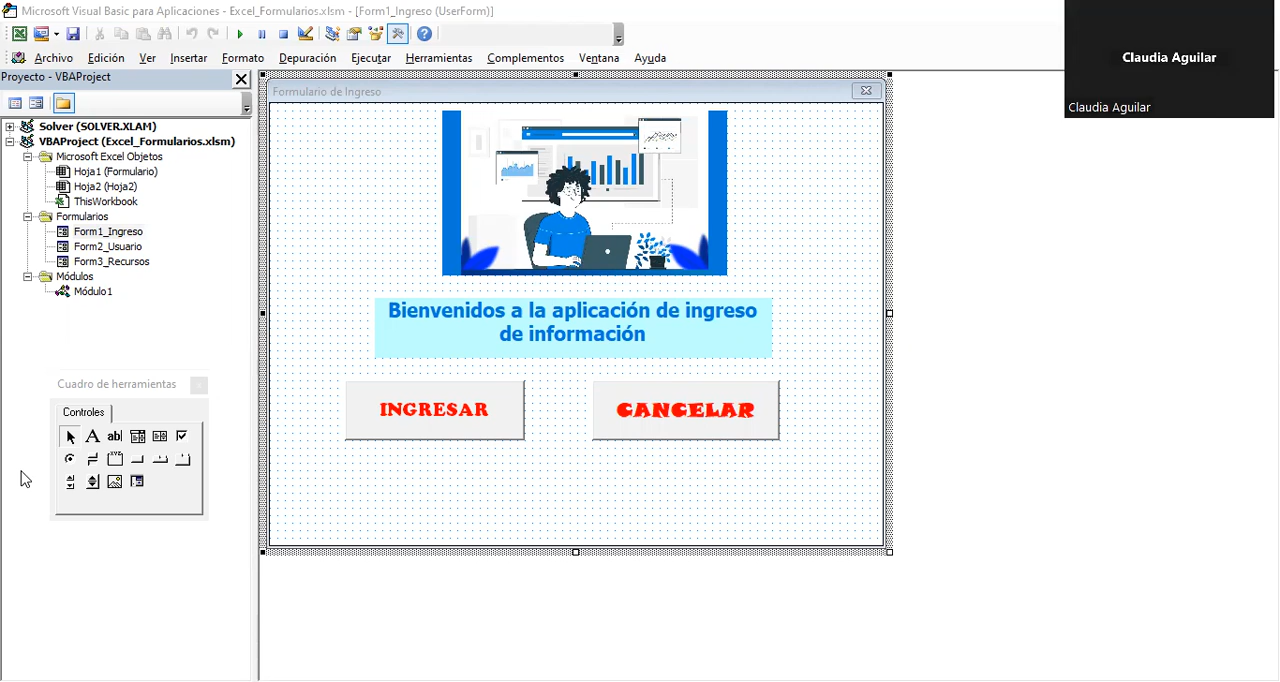 Microsoft Visual Basic para Aplicaciones - Excel_Formularios.xlsm - [Form1_Ingreso (UserForm)]
Archivo Edición Ver Insertar Formato Depuración Ejecutar Herramientas Complementos Ventana Ayuda
Claudia Aguilar
Claudia Aguilar
Proyecto - VBAProject
Solver (SOLVER.XLAM)
VBAProject (Excel_Formularios.xlsm)
Microsoft Excel Objetos
Hoja1 (Formulario)
Hoja2 (Hoja2)
ThisWorkbook
Formularios
Form1_Ingreso
Form2_Usuario
Form3_Recursos
Módulos
Módulo1
Cuadro de herramientas
Controles
A abl
Formulario de Ingreso
Bienvenidos a la aplicación de ingreso
de información
INGRESAR
CANCELAR